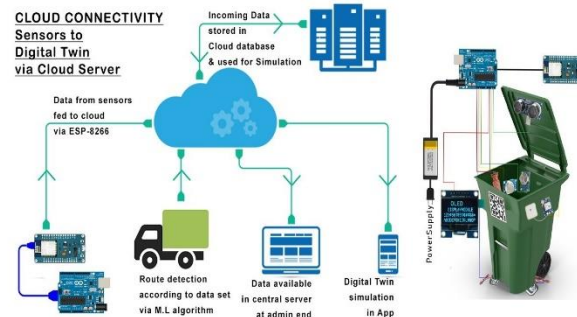 CLOUD CONNECTIVITY
Sensors to
Digital Twin
via Cloud Server
Incoming Data
stored in
Cloud database
& used for Simulation
Data from sensors
fed to cloud
via ESP-8266
Route detection
according to data set
via M.L algorithm
Data available
in central server
at admin end
Digital Twin
simulation
in App
PowerSupply
OLED